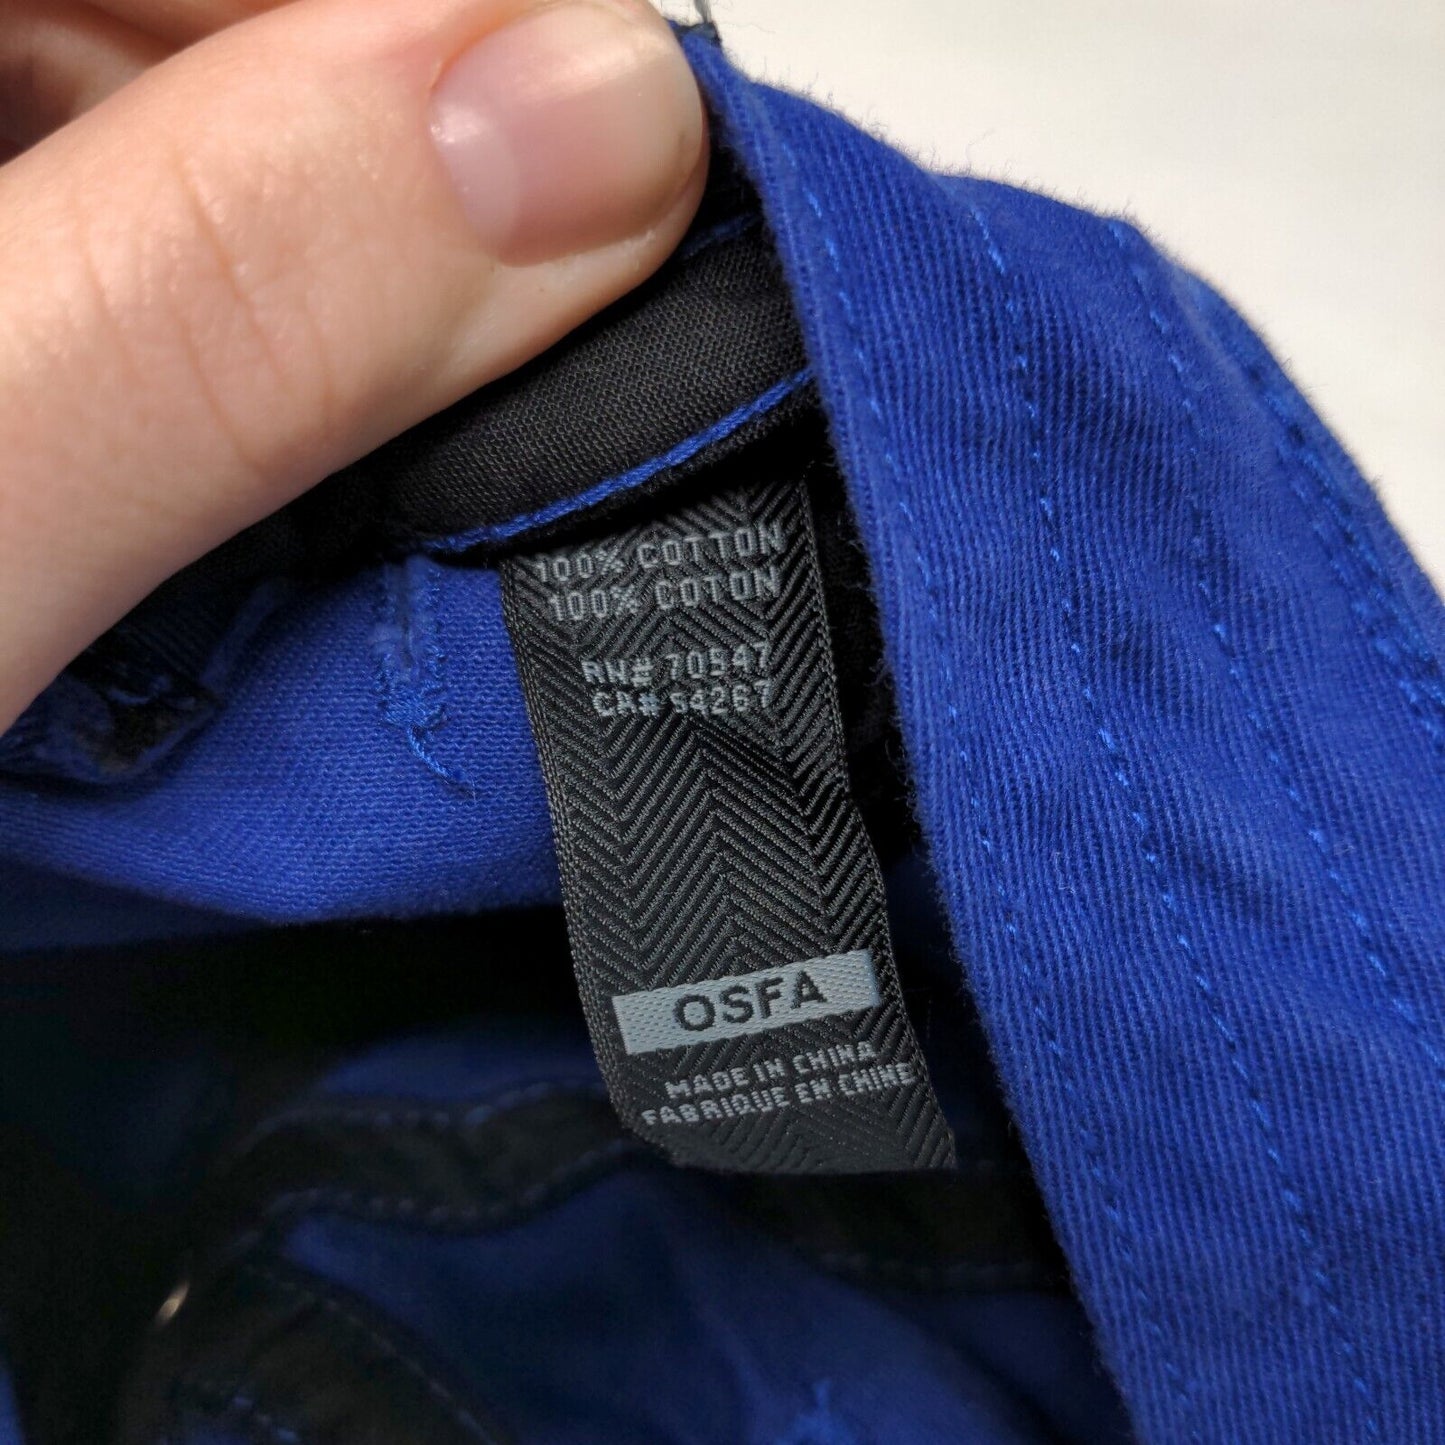 100% COTTON
100% COTON
RN# 70547
CA# 54267
OSFA
MADE IN CHINA
FABRIQUE EN CHINE